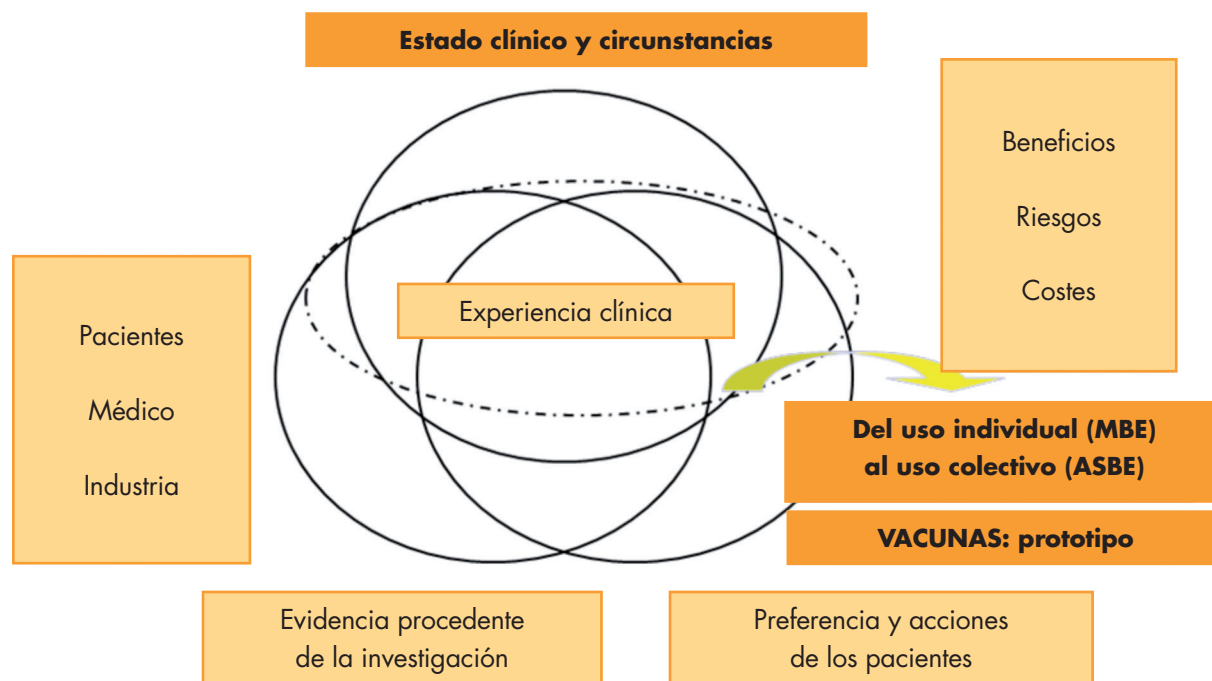 Estado clínico y circunstancias
Beneficios
Riesgos
Costes
Pacientes
Médico
Industria
Experiencia clínica
Del uso individual (MBE)
al uso colectivo (ASBE)
VACUNAS: prototipo
Evidencia procedente
de la investigación
Preferencia y acciones
de los pacientes